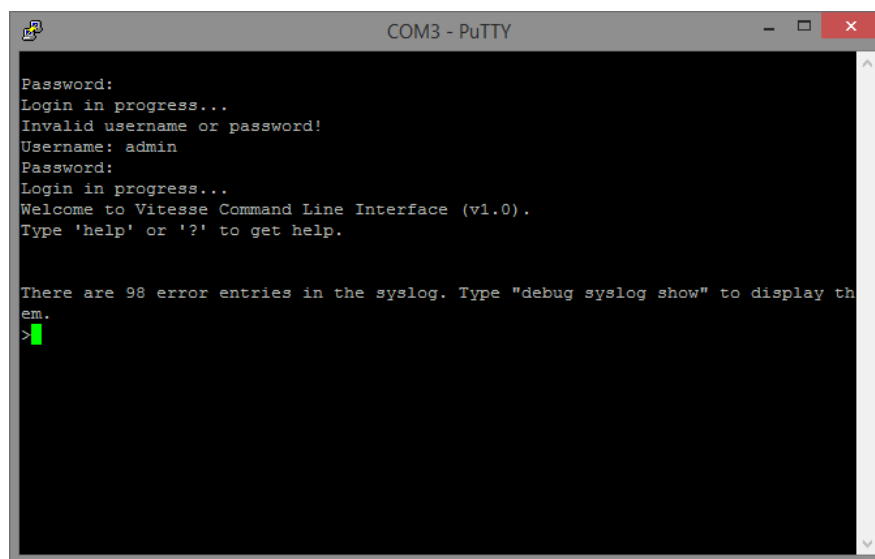 COM3 - PuTTY
Password:
Login in progress...
Invalid username or password!
Username: admin
Password:
Login in progress...
Welcome to Vitesse Command Line Interface (v1.0).
Type 'help' or '?' to get help.
There are 98 error entries in the syslog. Type "debug syslog show" to display th
em.
>